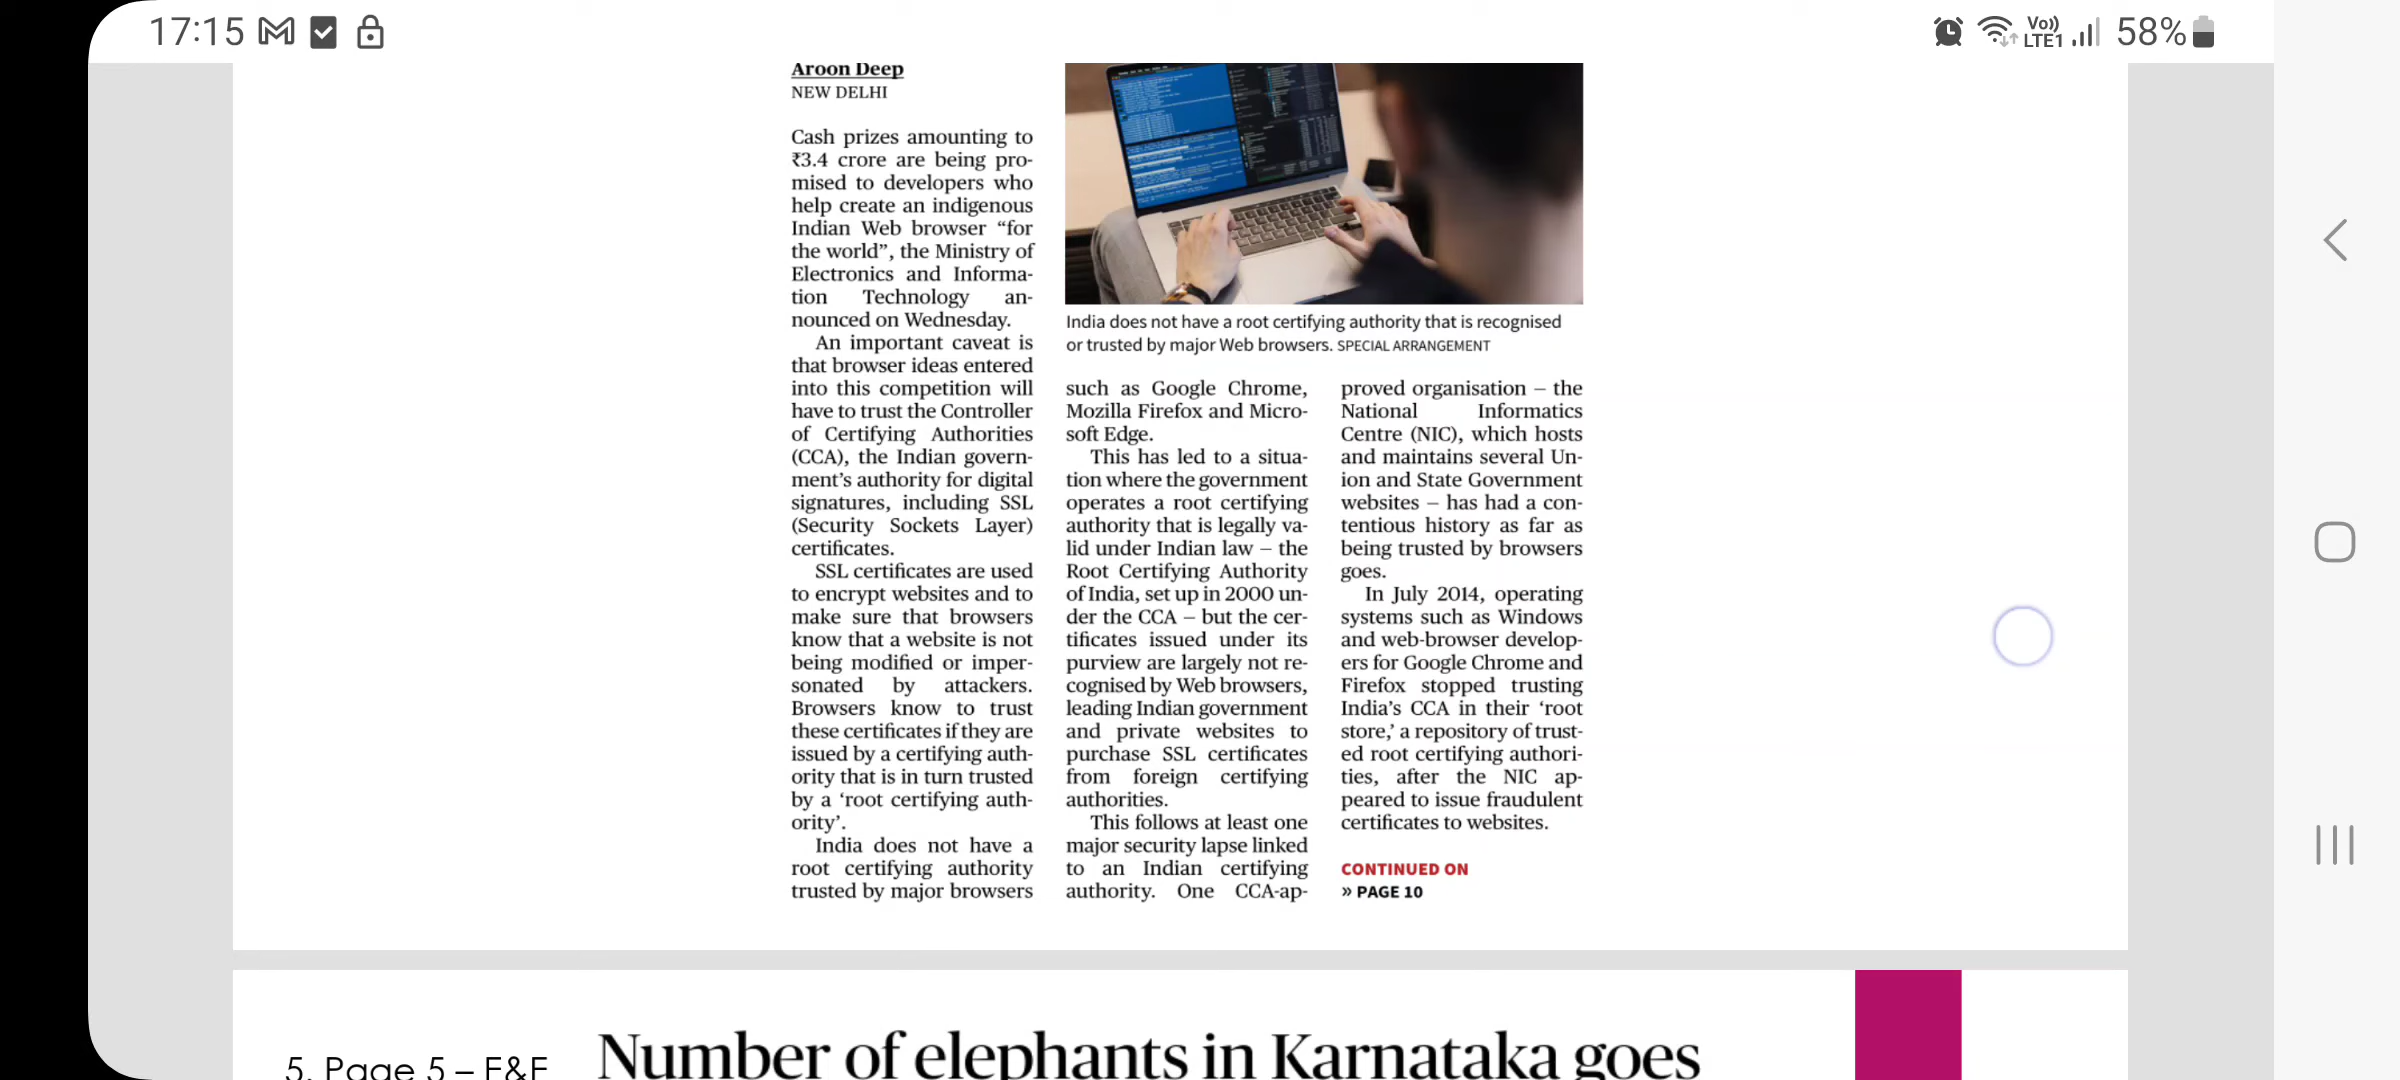 17:15
Vo))
LTE1
58%
Aroon Deep
NEW DELHI
Cash prizes amounting to
₹3.4 crore are being pro-
mised to developers who
help create an indigenous
Indian Web browser “for
the world”, the Ministry of
Electronics and Informa-
tion Technology an-
nounced on Wednesday.
An important caveat is
that browser ideas entered
into this competition will
have to trust the Controller
of Certifying Authorities
(CCA), the Indian govern-
ment’s authority for digital
signatures, including SSL
(Security Sockets Layer)
certificates.
SSL certificates are used
to encrypt websites and to
make sure that browsers
know that a website is not
being modified or imper-
sonated by attackers.
Browsers know to trust
these certificates if they are
issued by a certifying auth-
ority that is in turn trusted
by a ‘root certifying auth-
ority’.
India does not have a
root certifying authority
trusted by major browsers
India does not have a root certifying authority that is recognised
or trusted by major Web browsers. SPECIAL ARRANGEMENT
such as Google Chrome,
Mozilla Firefox and Micro-
soft Edge.
This has led to a situa-
tion where the government
operates a root certifying
authority that is legally va-
lid under Indian law – the
Root Certifying Authority
of India, set up in 2000 un-
der the CCA – but the cer-
tificates issued under its
purview are largely not re-
cognised by Web browsers,
leading Indian government
and private websites to
purchase SSL certificates
from foreign certifying
authorities.
This follows at least one
major security lapse linked
to an Indian certifying
authority. One CCA-ap-
proved organisation – the
National Informatics
Centre (NIC), which hosts
and maintains several Un-
ion and State Government
websites – has had a con-
tentious history as far as
being trusted by browsers
goes.
In July 2014, operating
systems such as Windows
and web-browser develop-
ers for Google Chrome and
Firefox stopped trusting
India’s CCA in their ‘root
store,’ a repository of trust-
ed root certifying authori-
ties, after the NIC ap-
peared to issue fraudulent
certificates to websites.
CONTINUED ON
» PAGE 10
5. Page 5 – E&E
Number of elephants in Karnataka goes